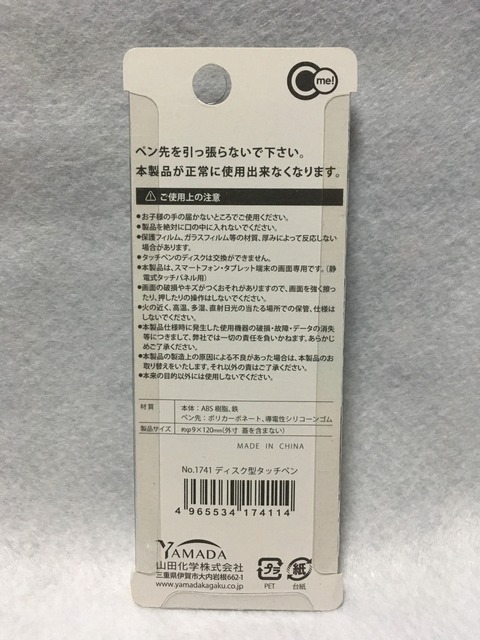 me!
ペン先を引っ張らないで下さい。
本製品が正常に使用出来なくなります。
ご使用上の注意
●お子様の手の届かないところでご使用ください。
●製品を絶対に口の中に入れないでください。
●保護フィルム、ガラスフィルム等の材質、厚みによって反応しない
場合があります。
●タッチペンのディスクは交換ができません。
●本製品は、スマートフォン・タブレット端末の画面専用です。(静
電式タッチパネル用)
●画面の破損やキズがつくおそれがありますので、画面を強く擦っ
たり、押したりの操作はしないでください。
●火の近く、高温、多湿、直射日光の当たる場所での保管、仕様は
しないでください。
●本製品仕様時に発生した使用機器の破損・故障・データの消失
等につきまして、弊社では一切の責任を負いかねます、あらかじ
めご了承ください。
●本製品の製造上の原因による不良があった場合は、本製品のお
取り替えをいたします、それ以外の責はご了承ください。
●本来の目的以外には使用しないでください。
材質 本体:ABS樹脂、鉄
ペン先:ポリカーボネート、導電性シリコーンゴム
製品サイズ 約φ9×120mm(外寸 蓋を含まない)
MADE IN CHINA
No.1741 ディスク型タッチペン
4 965534 174114
YAMADA
山田化学株式会社
三重県伊賀市大内岩根662-1
www.yamadakagaku.co.jp
プラ 紙
PET 台紙